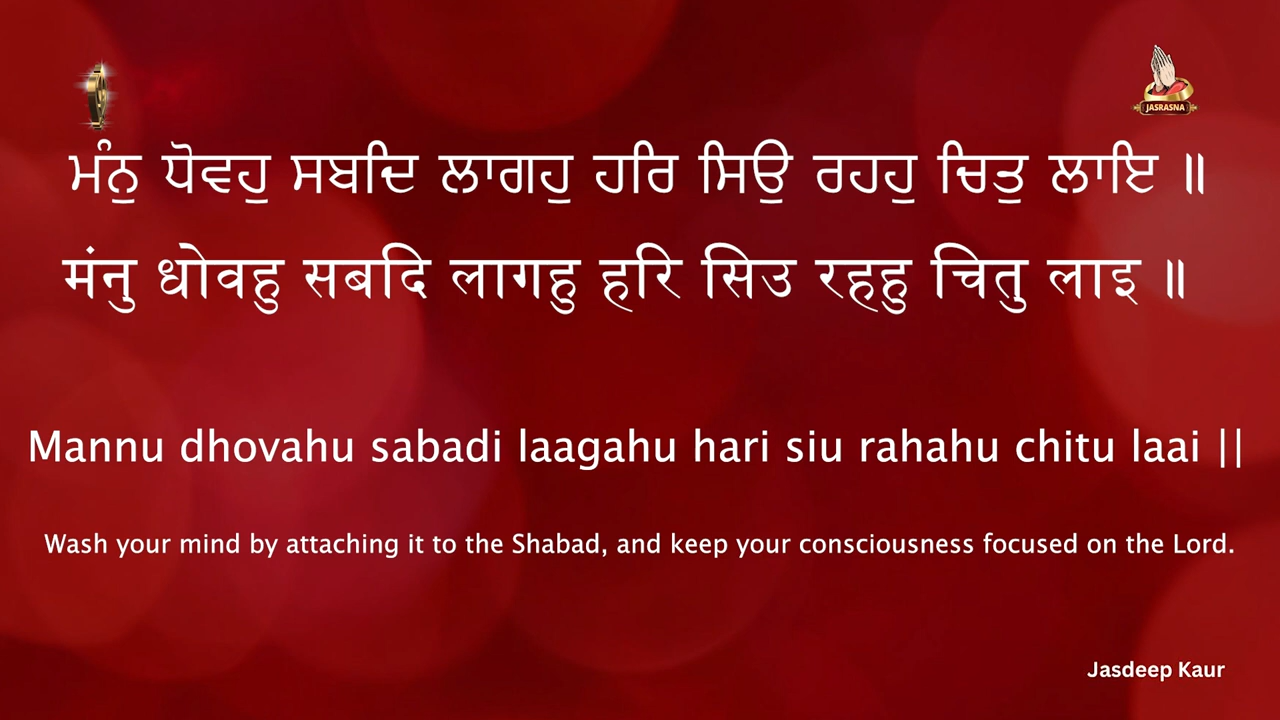 JASRASNA
ਮੰਨੁ ਧੋਵਹੁ ਸਬਦਿ ਲਾਗਹੁ ਹਰਿ ਸਿਉ ਰਹਹੁ ਚਿਤੁ ਲਾਇ ॥
मंनु धोवहु सबदि लागहु हरि सिउ रहहु चितु लाइ ॥
Mannu dhovahu sabadi laagahu hari siu rahahu chitu laai ||
Wash your mind by attaching it to the Shabad, and keep your consciousness focused on the Lord.
Jasdeep Kaur